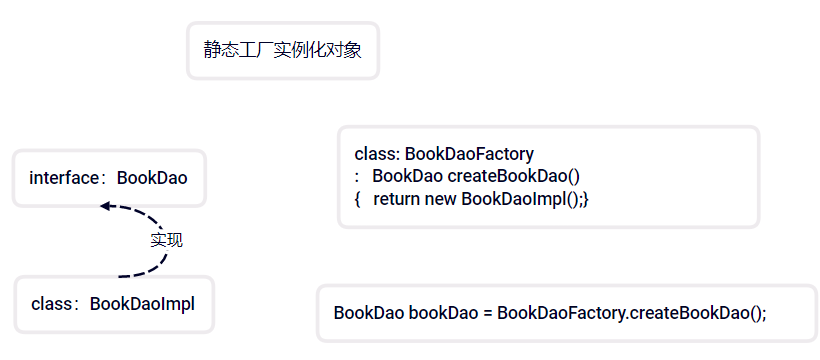 静态工厂实例化对象
interface：BookDao
实现
class：BookDaoImpl
class: BookDaoFactory
:   BookDao createBookDao()
{   return new BookDaoImpl();}
BookDao bookDao = BookDaoFactory.createBookDao();